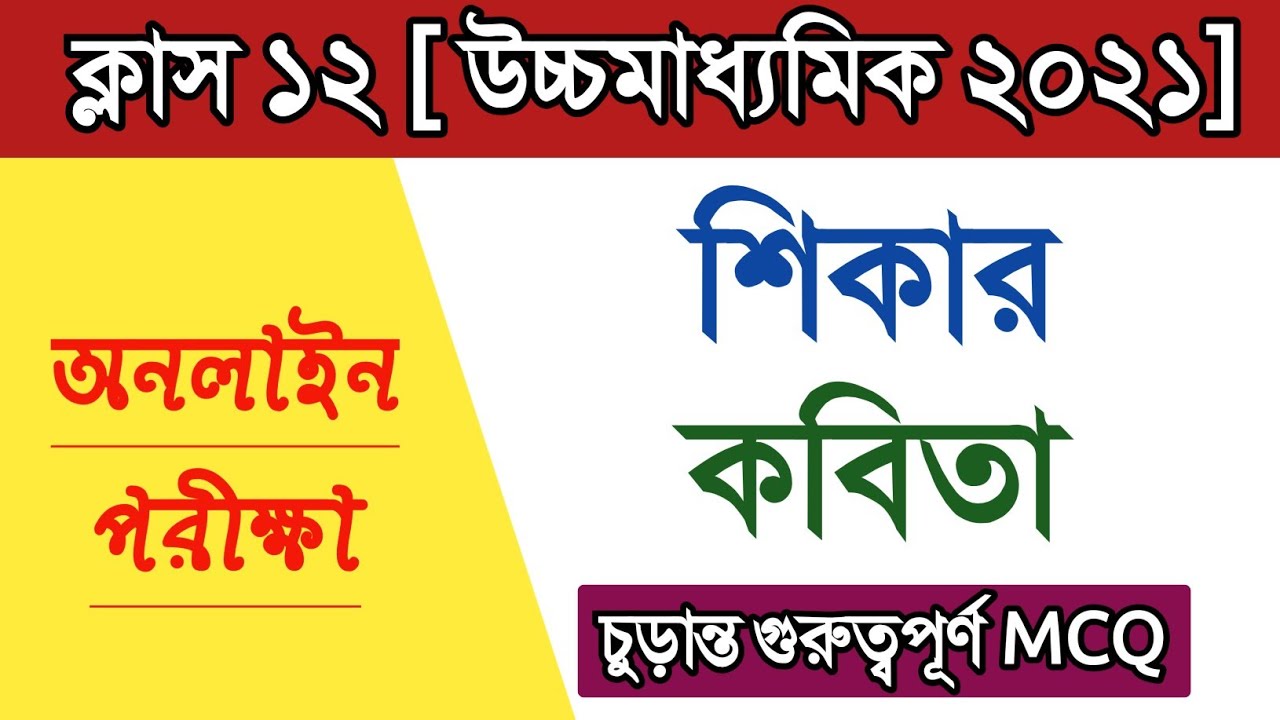 ক্লাস ১২ [ উচ্চমাধ্যমিক ২০২১]
অনলাইন
পরীক্ষা
শিকার
কবিতা
চুড়ান্ত গুরুত্বপূর্ণ MCQ